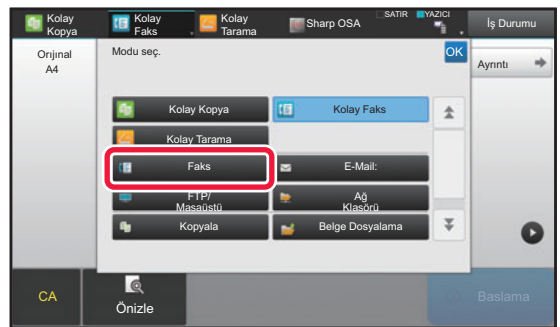 Kolay
Kopya
Kolay
Faks
Kolay
Tarama
Sharp OSA
SATIR
YAZICI
İş Durumu
Orijinal
A4
Modu seç.
OK
Ayrıntı
Kolay Kopya
Kolay Faks
Kolay Tarama
Faks
E-Mail:
FTP/
Masaüstü
Ağ
Klasörü
Kopyala
Belge Dosyalama
CA
Önizle
Baslama